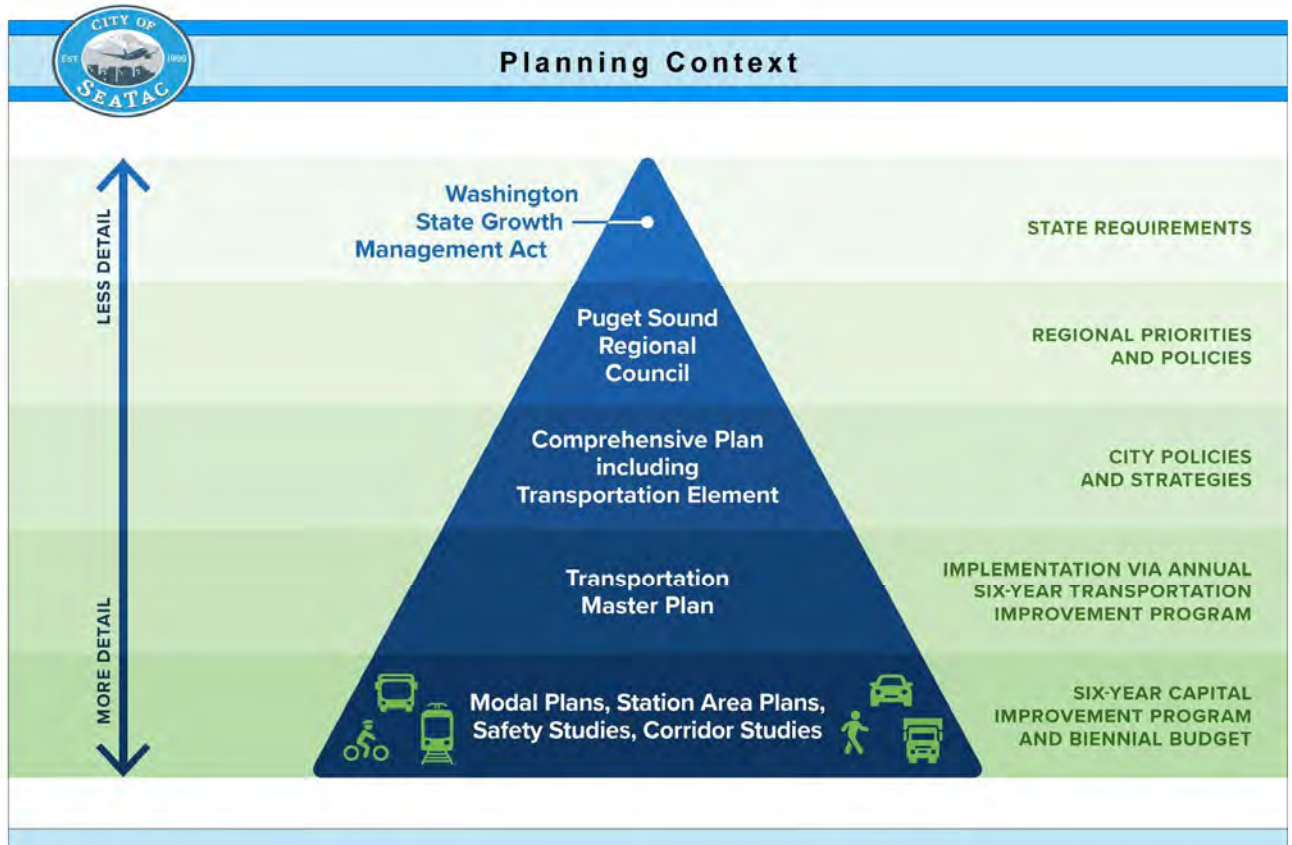 CITY OF
EST 1990
SEATAC
Planning Context
LESS DETAIL
MORE DETAIL
Washington
State Growth
Management Act
STATE REQUIREMENTS
Puget Sound
Regional
Council
REGIONAL PRIORITIES
AND POLICIES
Comprehensive Plan
including
Transportation Element
CITY POLICIES
AND STRATEGIES
Transportation
Master Plan
IMPLEMENTATION VIA ANNUAL
SIX-YEAR TRANSPORTATION
IMPROVEMENT PROGRAM
Modal Plans, Station Area Plans,
Safety Studies, Corridor Studies
SIX-YEAR CAPITAL
IMPROVEMENT PROGRAM
AND BIENNIAL BUDGET